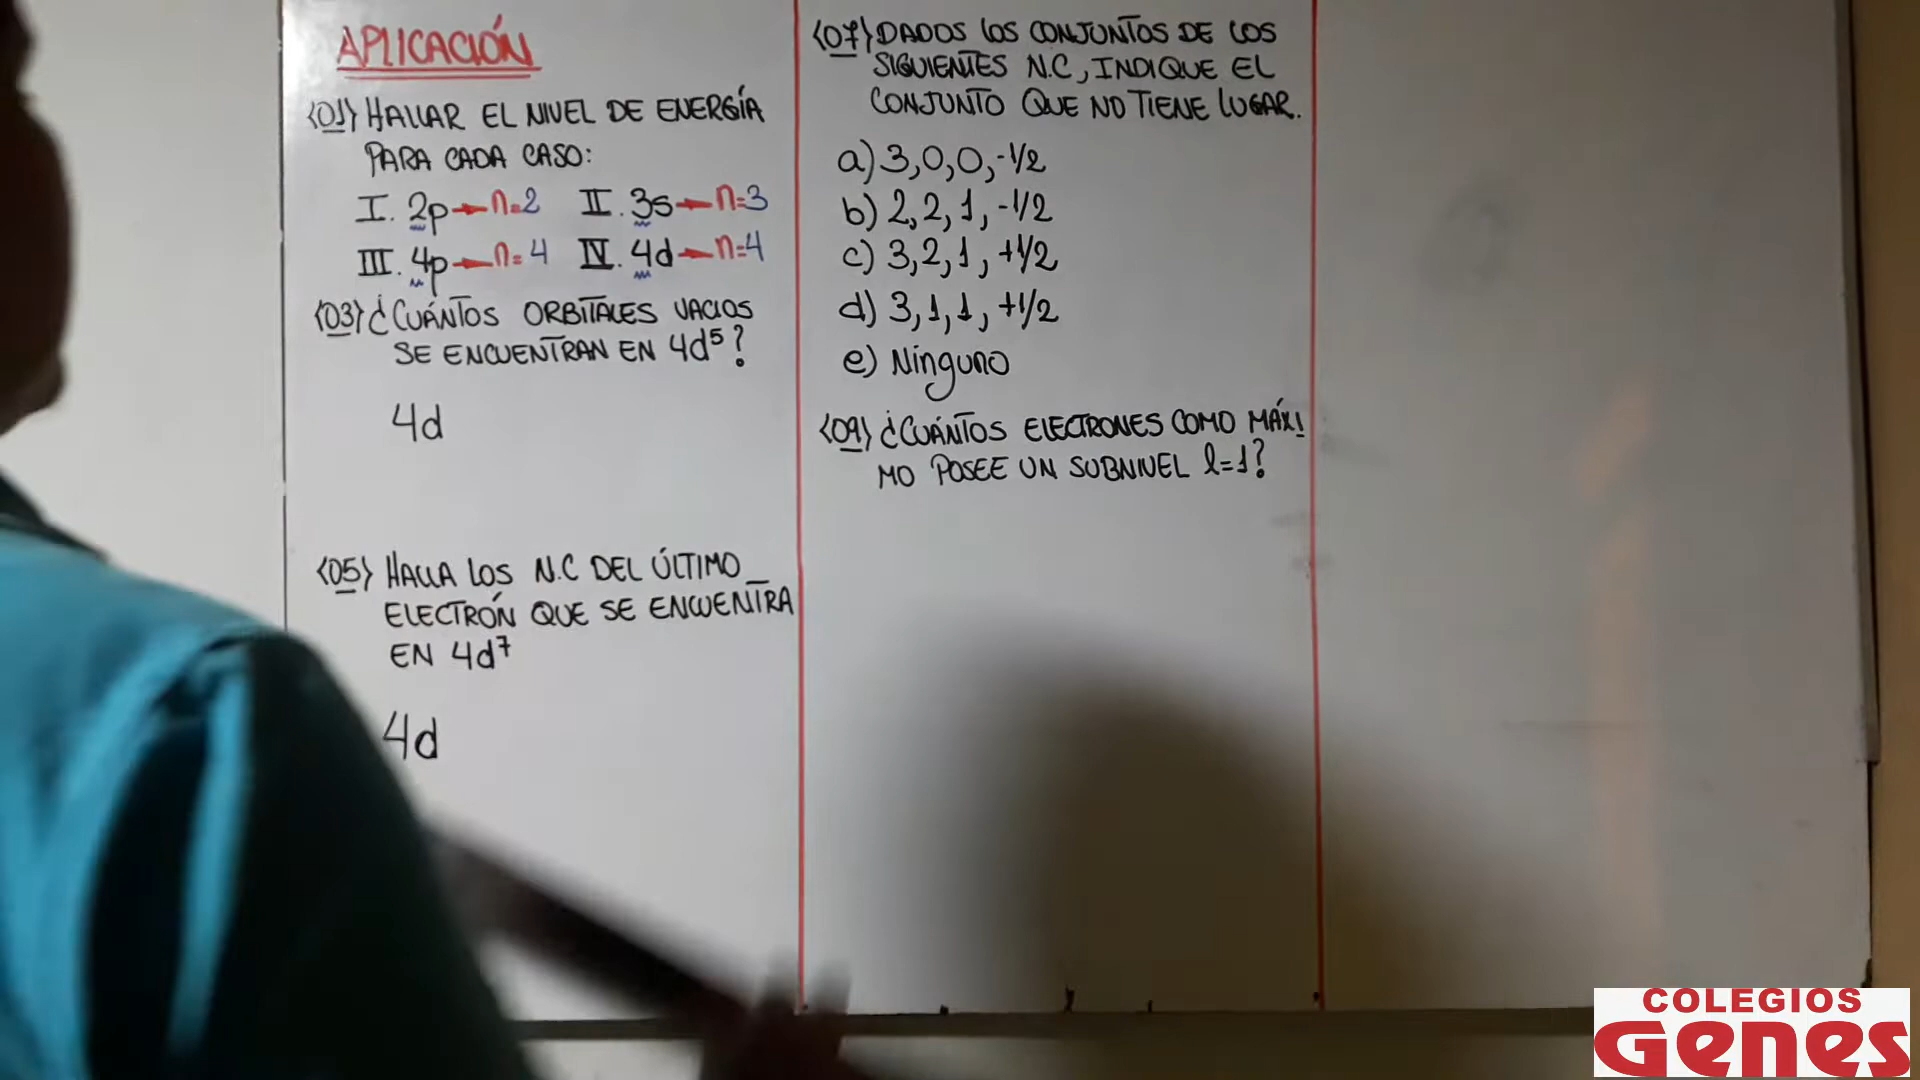 APLICACIÓN
<01> HALLAR EL NIVEL DE ENERGÍA
PARA CADA CASO:
I. 2p→n=2 II. 3s→n=3
III. 4p→n=4 IV. 4d→n=4
<03> ¿CUÁNTOS ORBITALES VACIOS
SE ENCUENTRAN EN 4d⁵?
4d
<05> HALLA LOS N.C DEL ÚLTIMO
ELECTRÓN QUE SE ENCUENTRA
EN 4d⁷
4d
<07> DADOS LOS CONJUNTOS DE LOS
SIGUIENTES N.C, INDIQUE EL
CONJUNTO QUE NO TIENE LUGAR.
a) 3,0,0,-1/2
b) 2,2,1,-1/2
c) 3,2,1,+1/2
d) 3,1,1,+1/2
e) Ninguno
<09> ¿CUÁNTOS ELECTRONES COMO MÁXI
MO POSEE UN SUBNIVEL l=1?
COLEGIOS
Genes